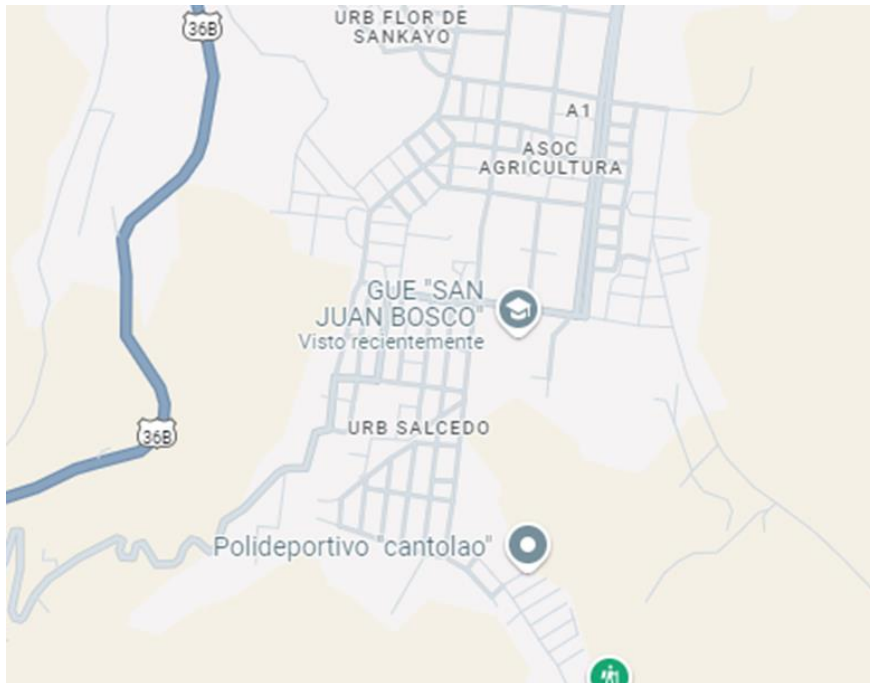 36B
URB FLOR DE
SANKAYO
A1
ASOC
AGRICULTURA
GUE "SAN
JUAN BOSCO"
Visto recientemente
36B
URB SALCEDO
Polideportivo "cantolao"